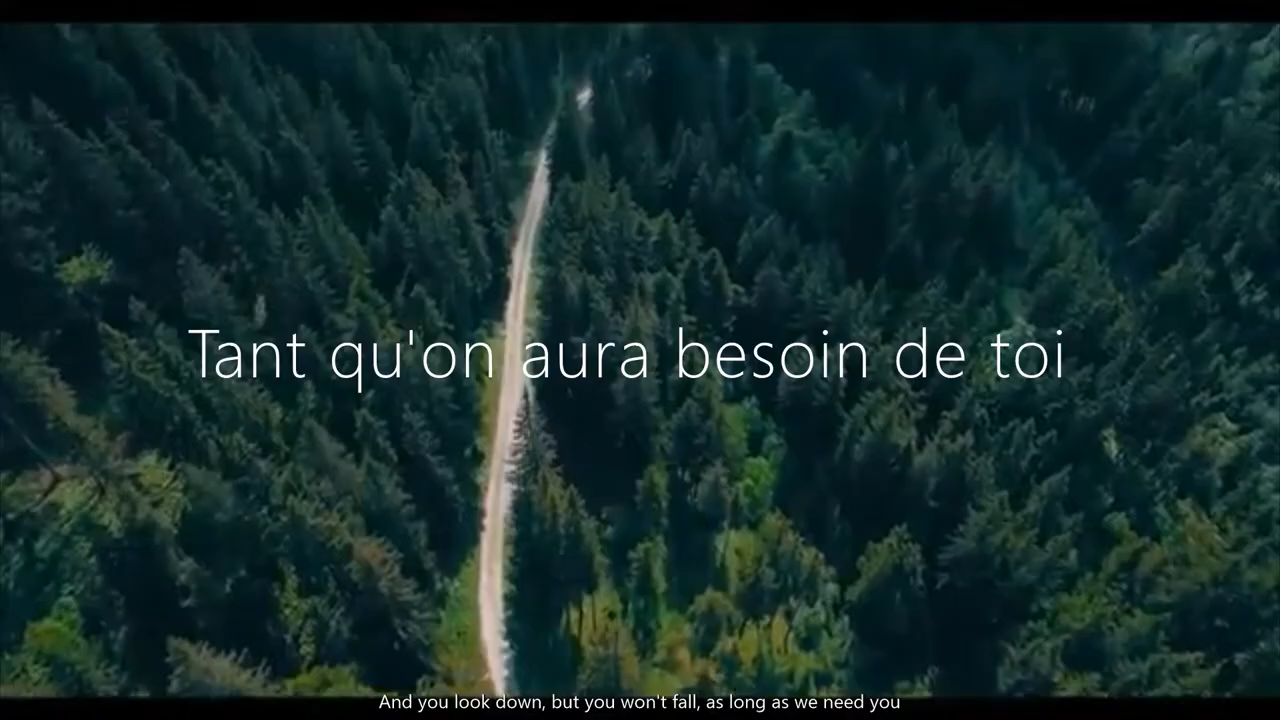 Tant qu'on aura besoin de toi
And you look down, but you won't fall, as long as we need you